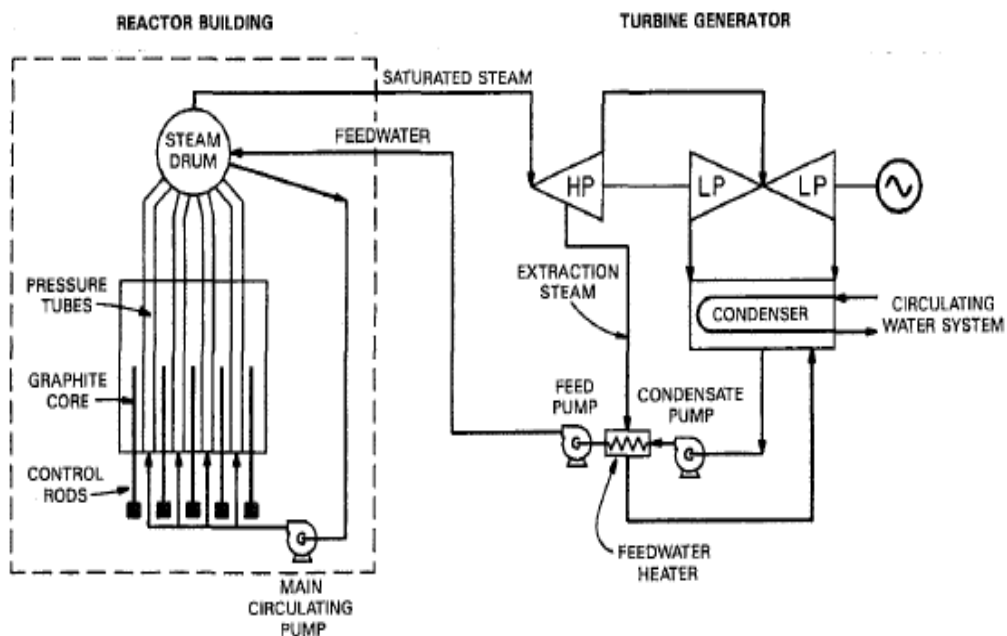 REACTOR BUILDING
TURBINE GENERATOR
SATURATED STEAM
FEEDWATER
STEAM
DRUM
HP
LP
LP
PRESSURE
TUBES
EXTRACTION
STEAM
CONDENSER
CIRCULATING
WATER SYSTEM
GRAPHITE
CORE
FEED
PUMP
CONDENSATE
PUMP
CONTROL
RODS
FEEDWATER
HEATER
MAIN
CIRCULATING
PUMP